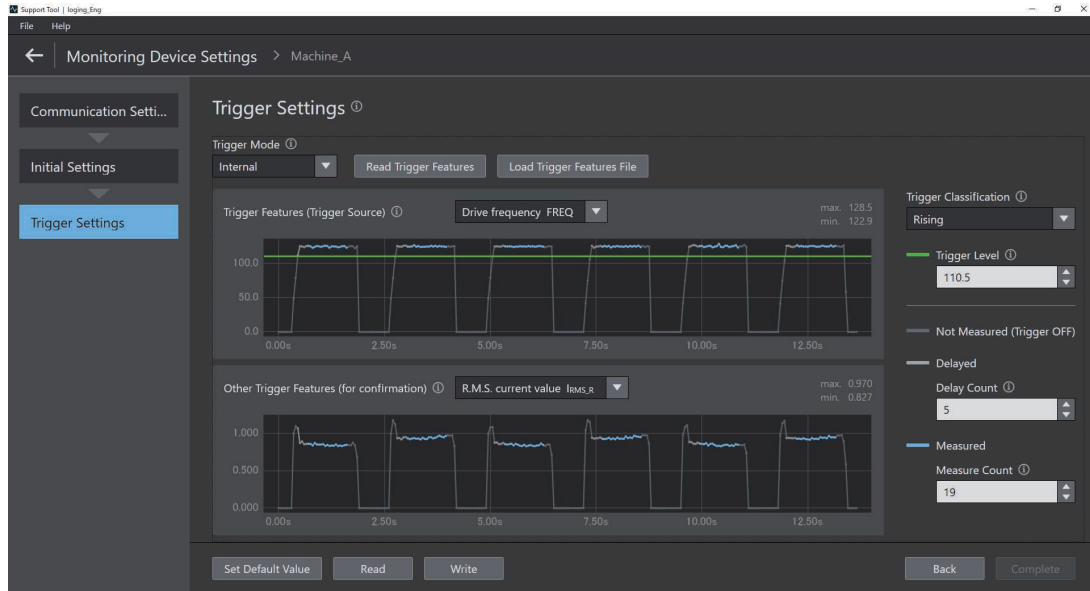 Support Tool | loging_Eng
File Help
Monitoring Device Settings > Machine_A
Communication Setti...
Initial Settings
Trigger Settings
Trigger Settings
Trigger Mode
Internal
Read Trigger Features
Load Trigger Features File
Trigger Features (Trigger Source)
Drive frequency FREQ
max. 128.5
min. 122.9
100.0
50.0
0.0
0.00s 2.50s 5.00s 7.50s 10.00s 12.50s
Other Trigger Features (for confirmation)
R.M.S. current value IRMS_R
max. 0.970
min. 0.827
1.000
0.500
0.000
0.00s 2.50s 5.00s 7.50s 10.00s 12.50s
Trigger Classification
Rising
Trigger Level
110.5
Not Measured (Trigger OFF)
Delayed
Delay Count
5
Measured
Measure Count
19
Set Default Value
Read
Write
Back
Complete